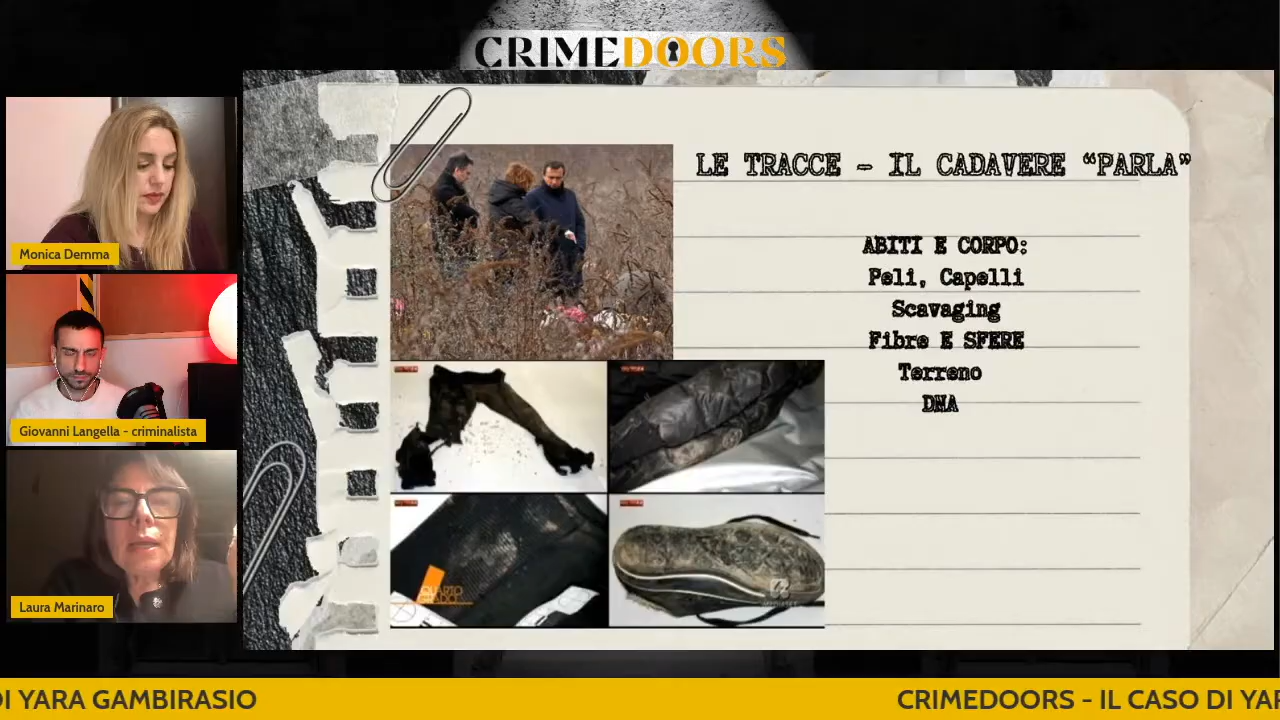 CRIMEDOORS
Monica Demma
Giovanni Langella - criminalista
Laura Marinaro
LE TRACCE - IL CADAVERE “PARLA”
ABITI E CORPO:
Peli, Capelli
Scavaging
Fibre E SFERE
Terreno
DNA
QUARTO
DI YARA GAMBIRASIO
CRIMEDOORS - IL CASO DI YAR